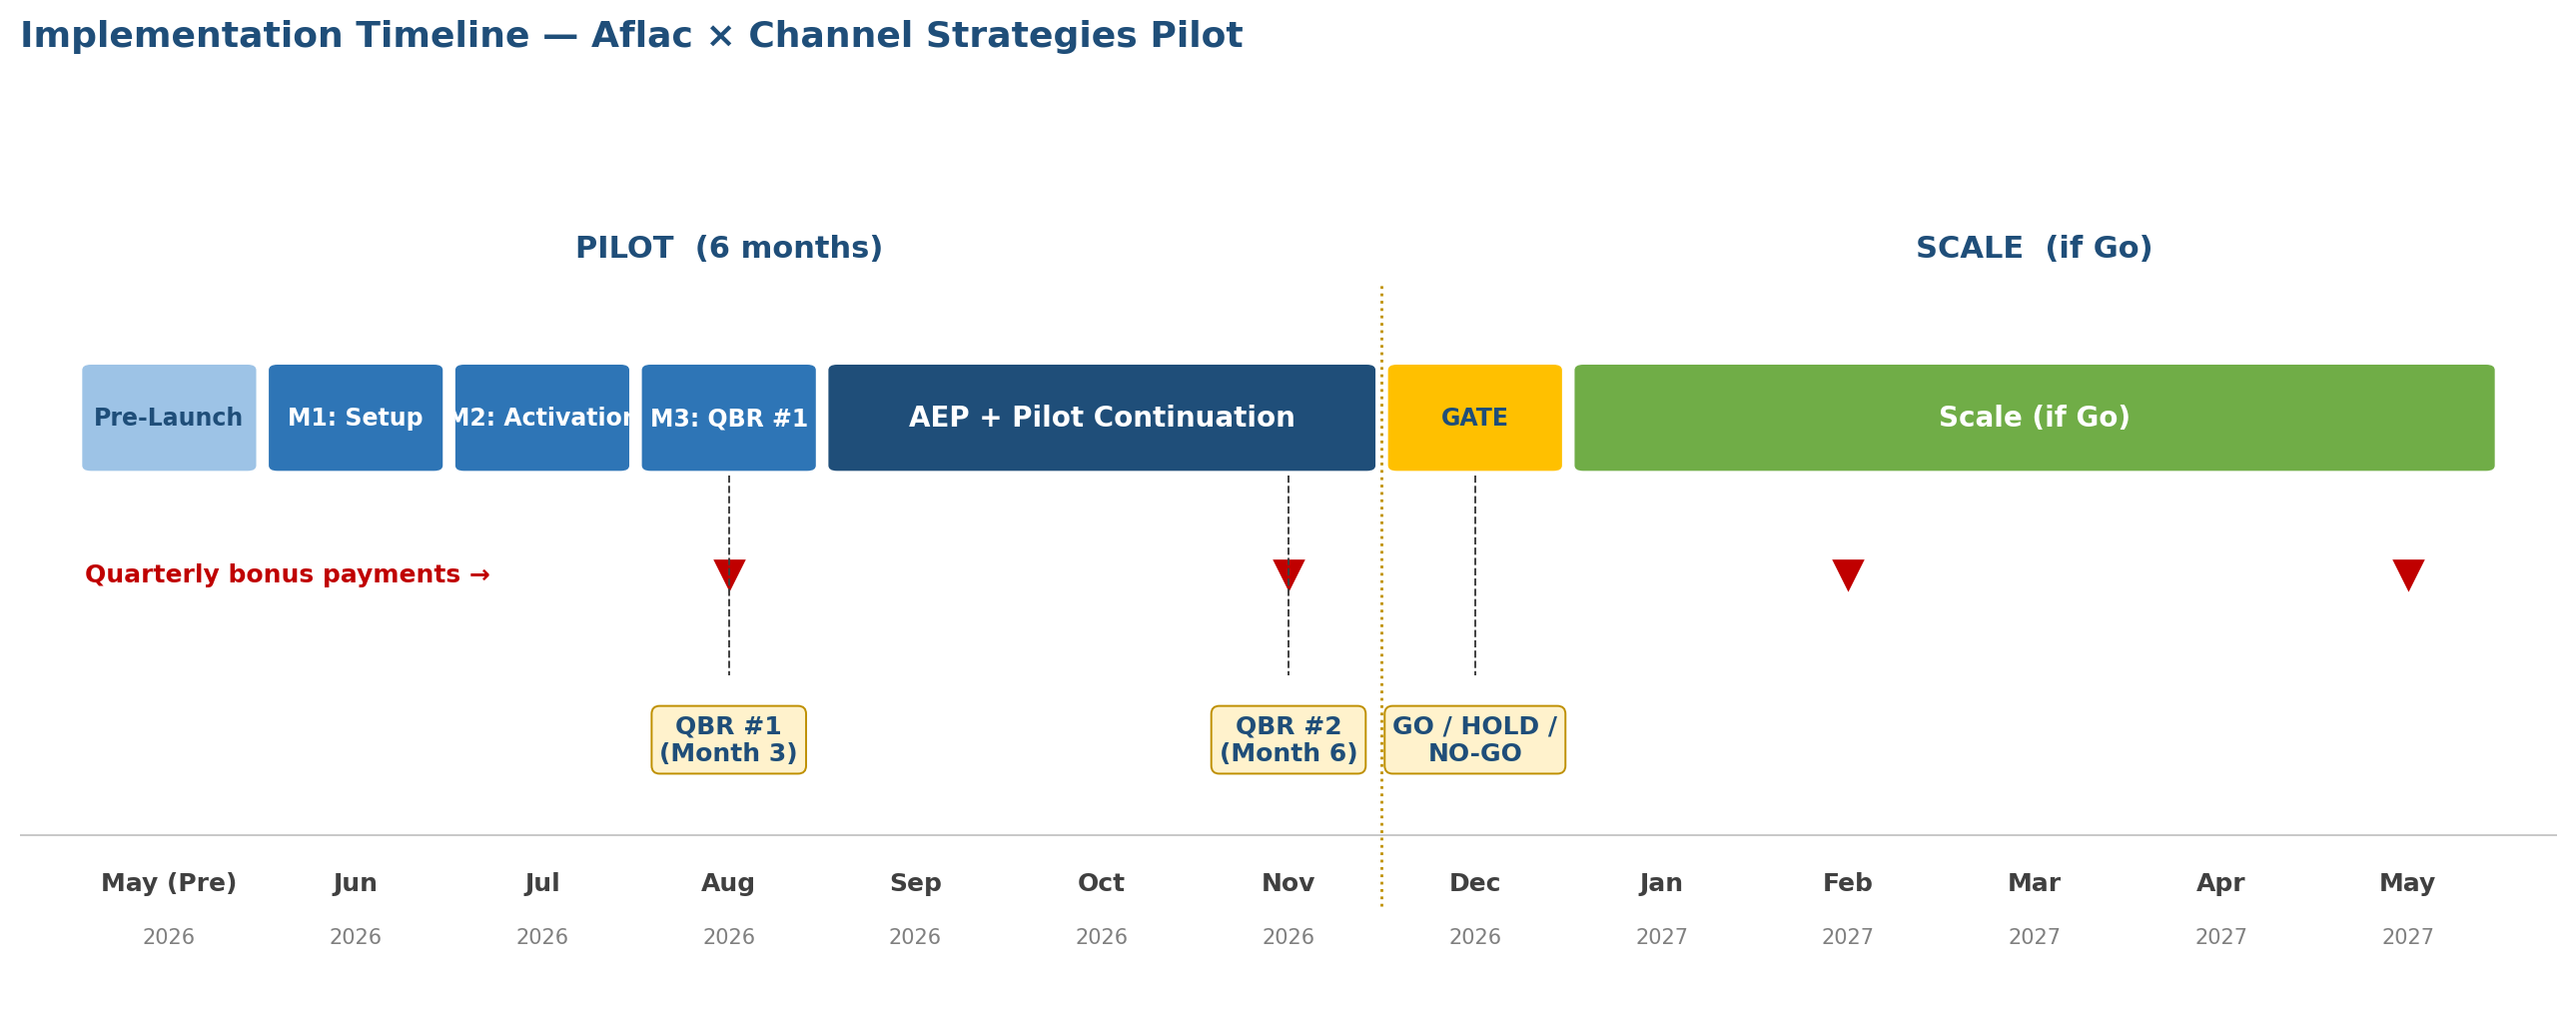 Implementation Timeline — Aflac × Channel Strategies Pilot
PILOT (6 months)
SCALE (if Go)
Pre-Launch
M1: Setup
M2: Activation
M3: QBR #1
AEP + Pilot Continuation
GATE
Scale (if Go)
Quarterly bonus payments →
QBR #1
(Month 3)
QBR #2
(Month 6)
GO / HOLD /
NO-GO
May (Pre)
Jun
Jul
Aug
Sep
Oct
Nov
Dec
Jan
Feb
Mar
Apr
May
2026
2026
2026
2026
2026
2026
2026
2026
2027
2027
2027
2027
2027